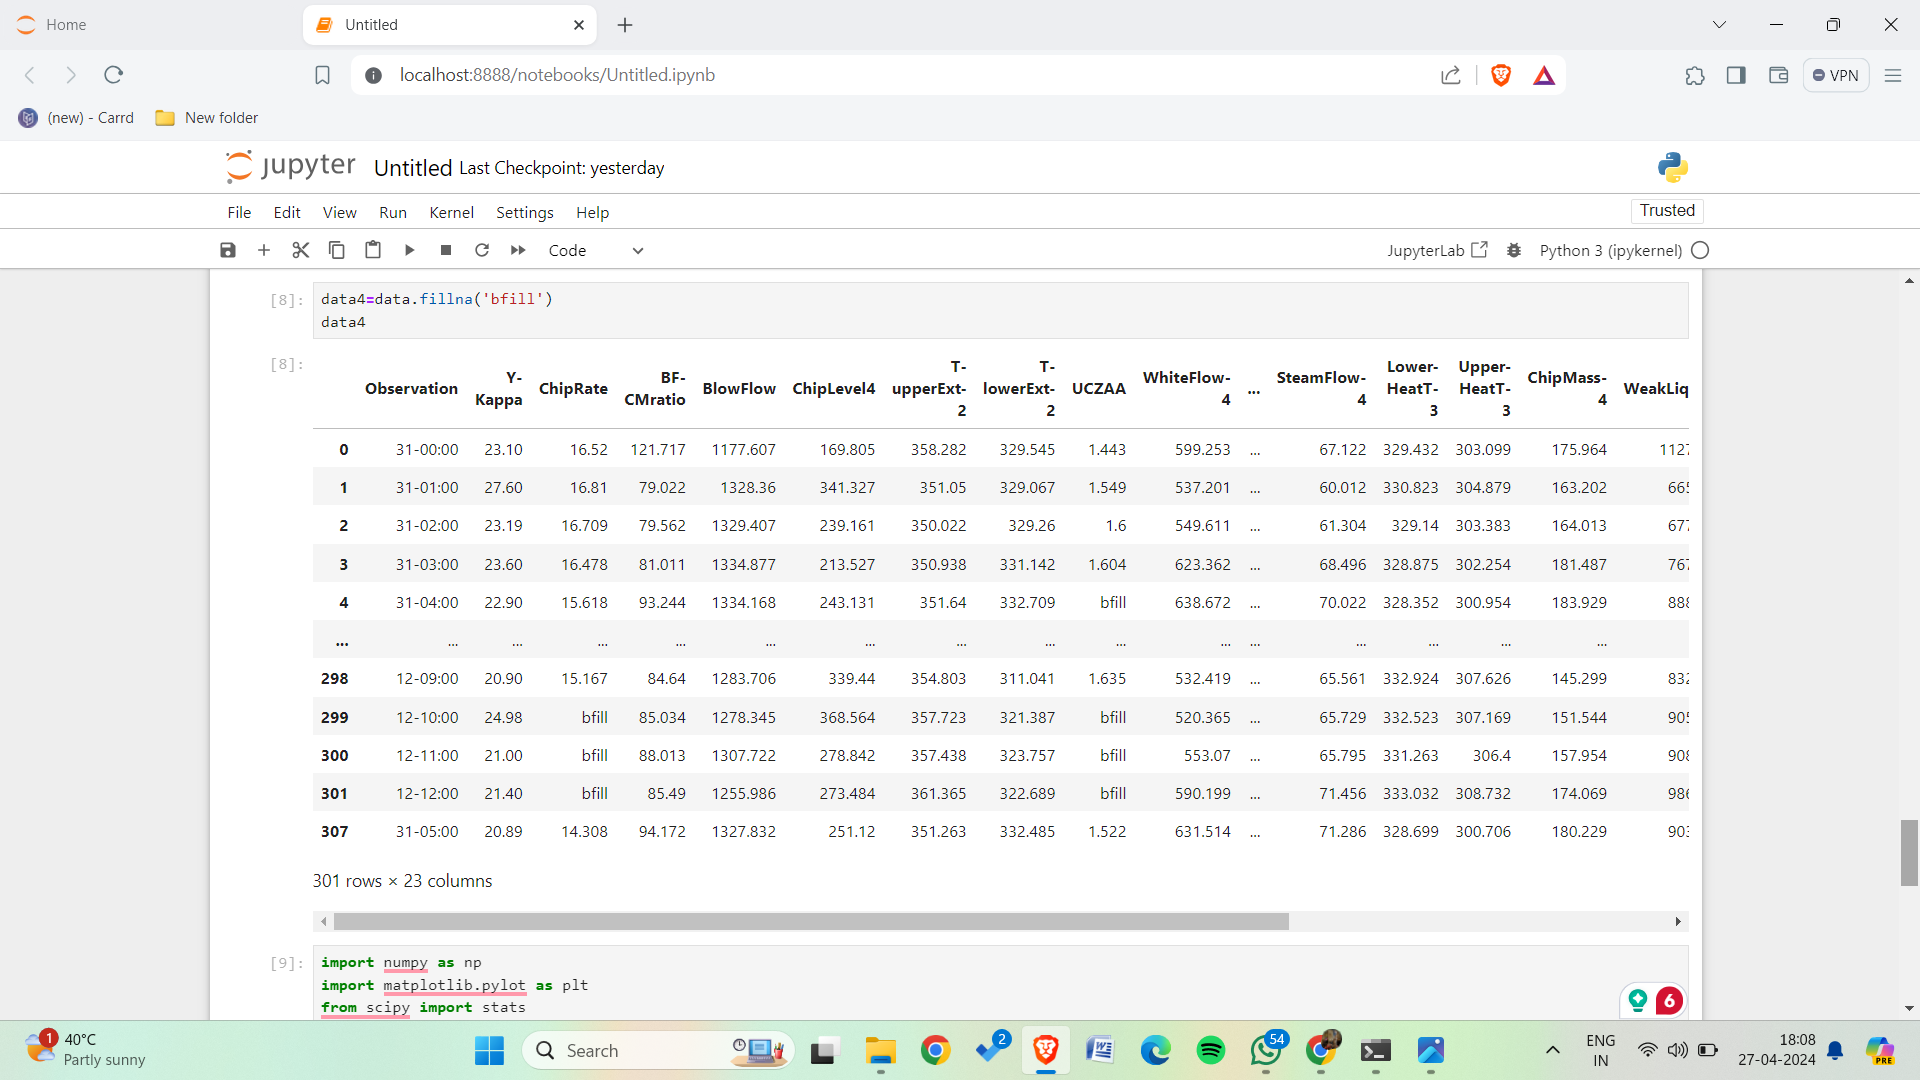 Home
Untitled
localhost:8888/notebooks/Untitled.ipynb
VPN
(new) - Carrd
New folder
jupyter Untitled Last Checkpoint: yesterday
File Edit View Run Kernel Settings Help
Trusted
Code
JupyterLab
Python 3 (ipykernel)
[8]: data4=data.fillna('bfill')
data4
[8]:
Observation Y-Kappa ChipRate BF-CMratio BlowFlow ChipLevel4 T-upperExt-2 T-lowerExt-2 UCZAA WhiteFlow-4 ... SteamFlow-4 Lower-HeatT-3 Upper-HeatT-3 ChipMass-4 WeakLiq
0 31-00:00 23.10 16.52 121.717 1177.607 169.805 358.282 329.545 1.443 599.253 ... 67.122 329.432 303.099 175.964 1127
1 31-01:00 27.60 16.81 79.022 1328.36 341.327 351.05 329.067 1.549 537.201 ... 60.012 330.823 304.879 163.202 665
2 31-02:00 23.19 16.709 79.562 1329.407 239.161 350.022 329.26 1.6 549.611 ... 61.304 329.14 303.383 164.013 677
3 31-03:00 23.60 16.478 81.011 1334.877 213.527 350.938 331.142 1.604 623.362 ... 68.496 328.875 302.254 181.487 767
4 31-04:00 22.90 15.618 93.244 1334.168 243.131 351.64 332.709 bfill 638.672 ... 70.022 328.352 300.954 183.929 888
... ... ... ... ... ... ... ... ... ... ... ... ... ... ... ...
298 12-09:00 20.90 15.167 84.64 1283.706 339.44 354.803 311.041 1.635 532.419 ... 65.561 332.924 307.626 145.299 832
299 12-10:00 24.98 bfill 85.034 1278.345 368.564 357.723 321.387 bfill 520.365 ... 65.729 332.523 307.169 151.544 905
300 12-11:00 21.00 bfill 88.013 1307.722 278.842 357.438 323.757 bfill 553.07 ... 65.795 331.263 306.4 157.954 908
301 12-12:00 21.40 bfill 85.49 1255.986 273.484 361.365 322.689 bfill 590.199 ... 71.456 333.032 308.732 174.069 986
307 31-05:00 20.89 14.308 94.172 1327.832 251.12 351.263 332.485 1.522 631.514 ... 71.286 328.699 300.706 180.229 903
301 rows × 23 columns
[9]: import numpy as np
import matplotlib.pylot as plt
from scipy import stats
6
1
40°C
Partly sunny
Search
2
54
ENG
IN
18:08
27-04-2024
PRE